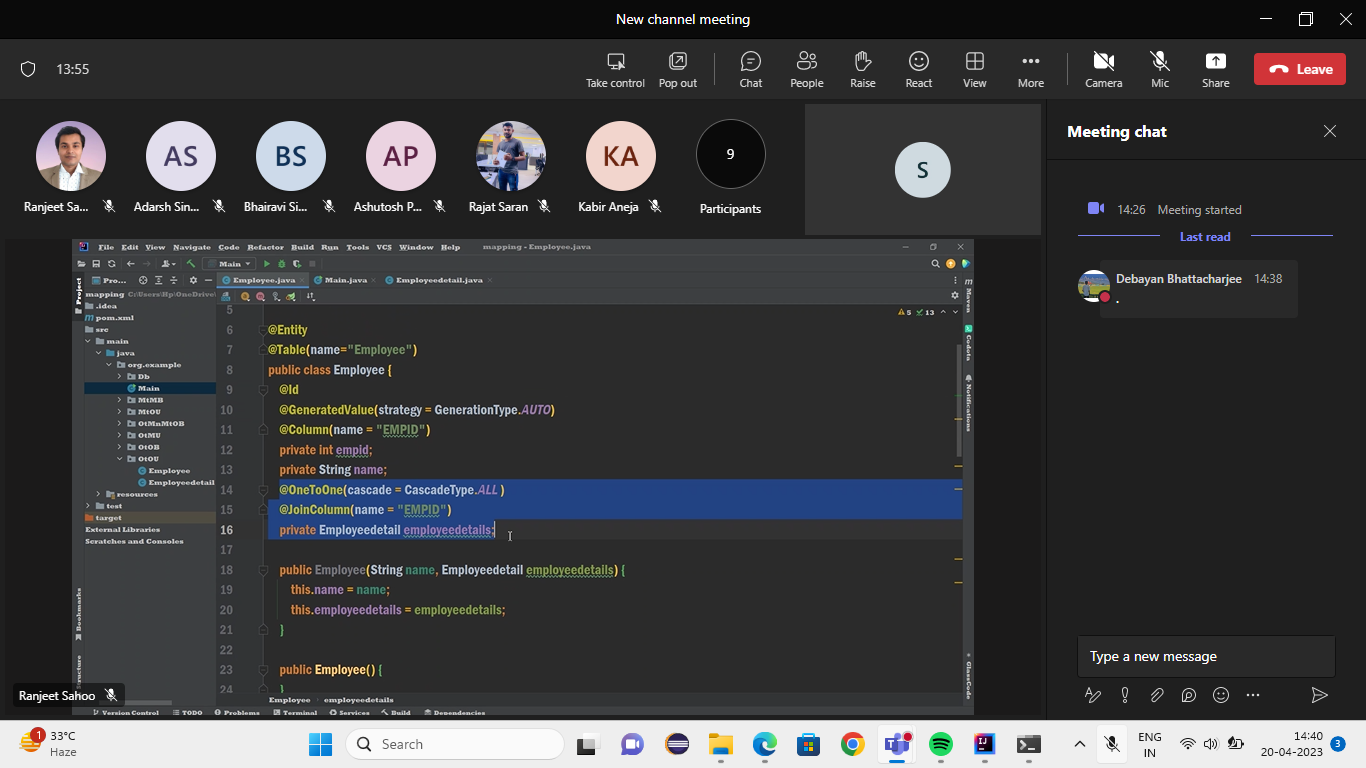 New channel meeting
13:55
Take control
Pop out
Chat
People
Raise
React
View
More
Camera
Mic
Share
Leave
AS
BS
AP
KA
9
S
Ranjeet Sa...
Adarsh Sin...
Bhairavi Si...
Ashutosh P...
Rajat Saran
Kabir Aneja
Participants
Meeting chat
14:26 Meeting started
Last read
Debayan Bhattacharjee 14:38
.
Type a new message
File Edit View Navigate Code Refactor Build Run Tools VCS Window Help mapping - Employee.java
Main
Project
Pro...
Employee.java
Main.java
Employeedetail.java
mapping C:\Users\Hp\OneDrive\
.idea
pom.xml
src
main
java
org.example
Db
Main
MtMB
MtOU
OtMnMtOB
OtMU
OtOB
OtOU
Employee
Employeedetail
resources
test
target
External Libraries
Scratches and Consoles
Bookmarks
Structure
5
5 13
6 @Entity
7 @Table(name="Employee")
8 public class Employee {
9 @Id
10 @GeneratedValue(strategy = GenerationType.AUTO)
11 @Column(name = "EMPID")
12 private int empid;
13 private String name;
14 @OneToOne(cascade = CascadeType.ALL )
15 @JoinColumn(name = "EMPID")
16 private Employeedetail employeedetails;
17
18 public Employee(String name, Employeedetail employeedetails) {
19 this.name = name;
20 this.employeedetails = employeedetails;
21 }
22
23 public Employee() {
24 }
Employee employeedetails
Maven
Codota
Notifications
GlassCode
Version Control TODO Problems Terminal Services Build Dependencies
Ranjeet Sahoo
1
33°C
Haze
Search
ENG
IN
14:40
20-04-2023
3